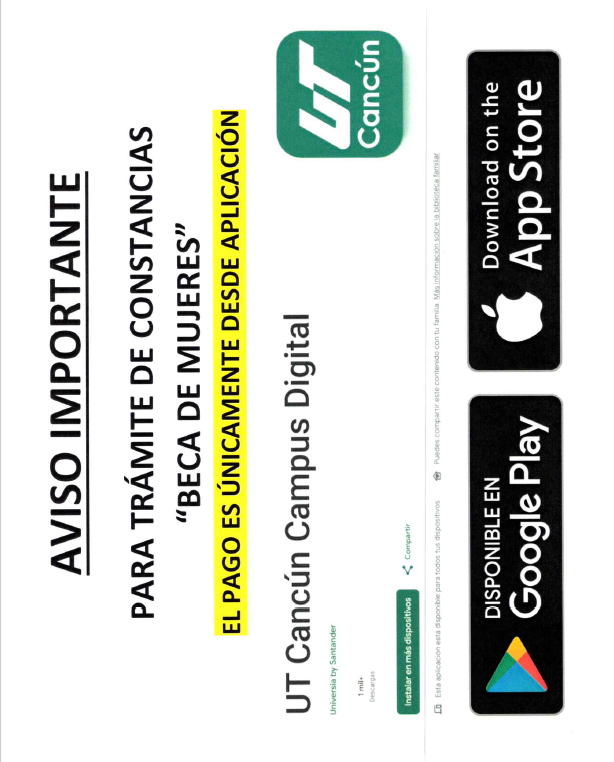 AVISO IMPORTANTE
PARA TRÁMITE DE CONSTANCIAS
“BECA DE MUJERES”
EL PAGO ES ÚNICAMENTE DESDE APLICACIÓN
UT Cancún Campus Digital
Universia by Santander
1 mil+
Descargas
Instalar en más dispositivos
Compartir
UT
Cancún
Esta aplicación está disponible para todos tus dispositivos
Puedes compartir este contenido con tu familia. Más información sobre la biblioteca familiar
DISPONIBLE EN
Google Play
Download on the
App Store